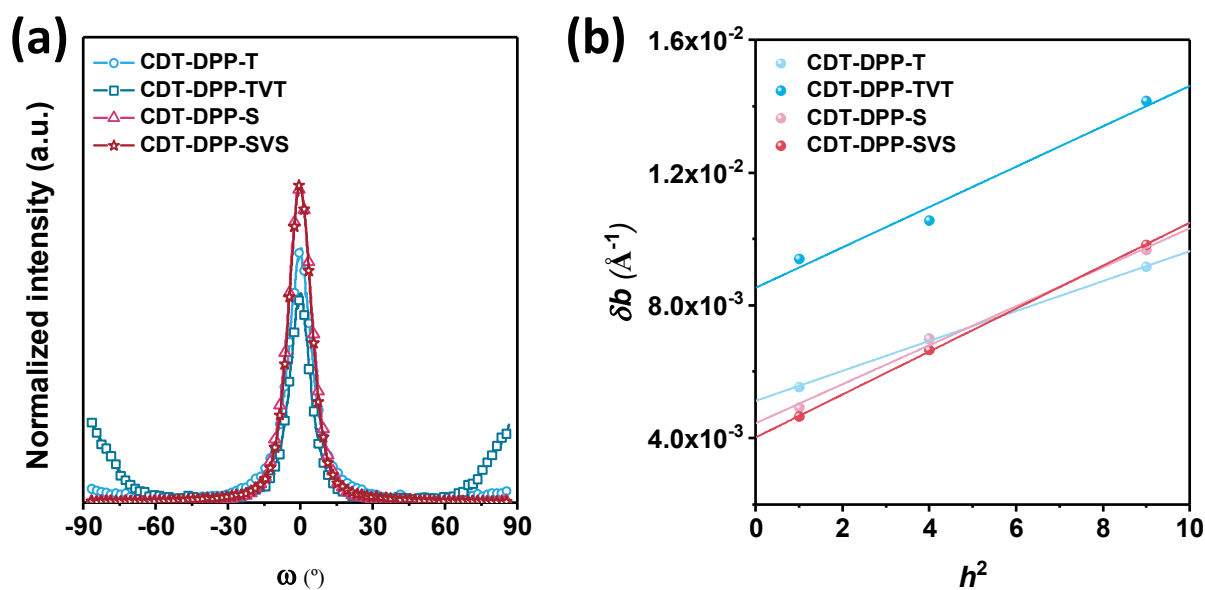 (a)
CDT-DPP-T
CDT-DPP-TVT
CDT-DPP-S
CDT-DPP-SVS
Normalized intensity (a.u.)
-90 -60 -30 0 30 60 90
ω (º)
(b)
1.6x10⁻²
1.2x10⁻²
8.0x10⁻³
4.0x10⁻³
CDT-DPP-T
CDT-DPP-TVT
CDT-DPP-S
CDT-DPP-SVS
δb (Å⁻¹)
0 2 4 6 8 10
h²